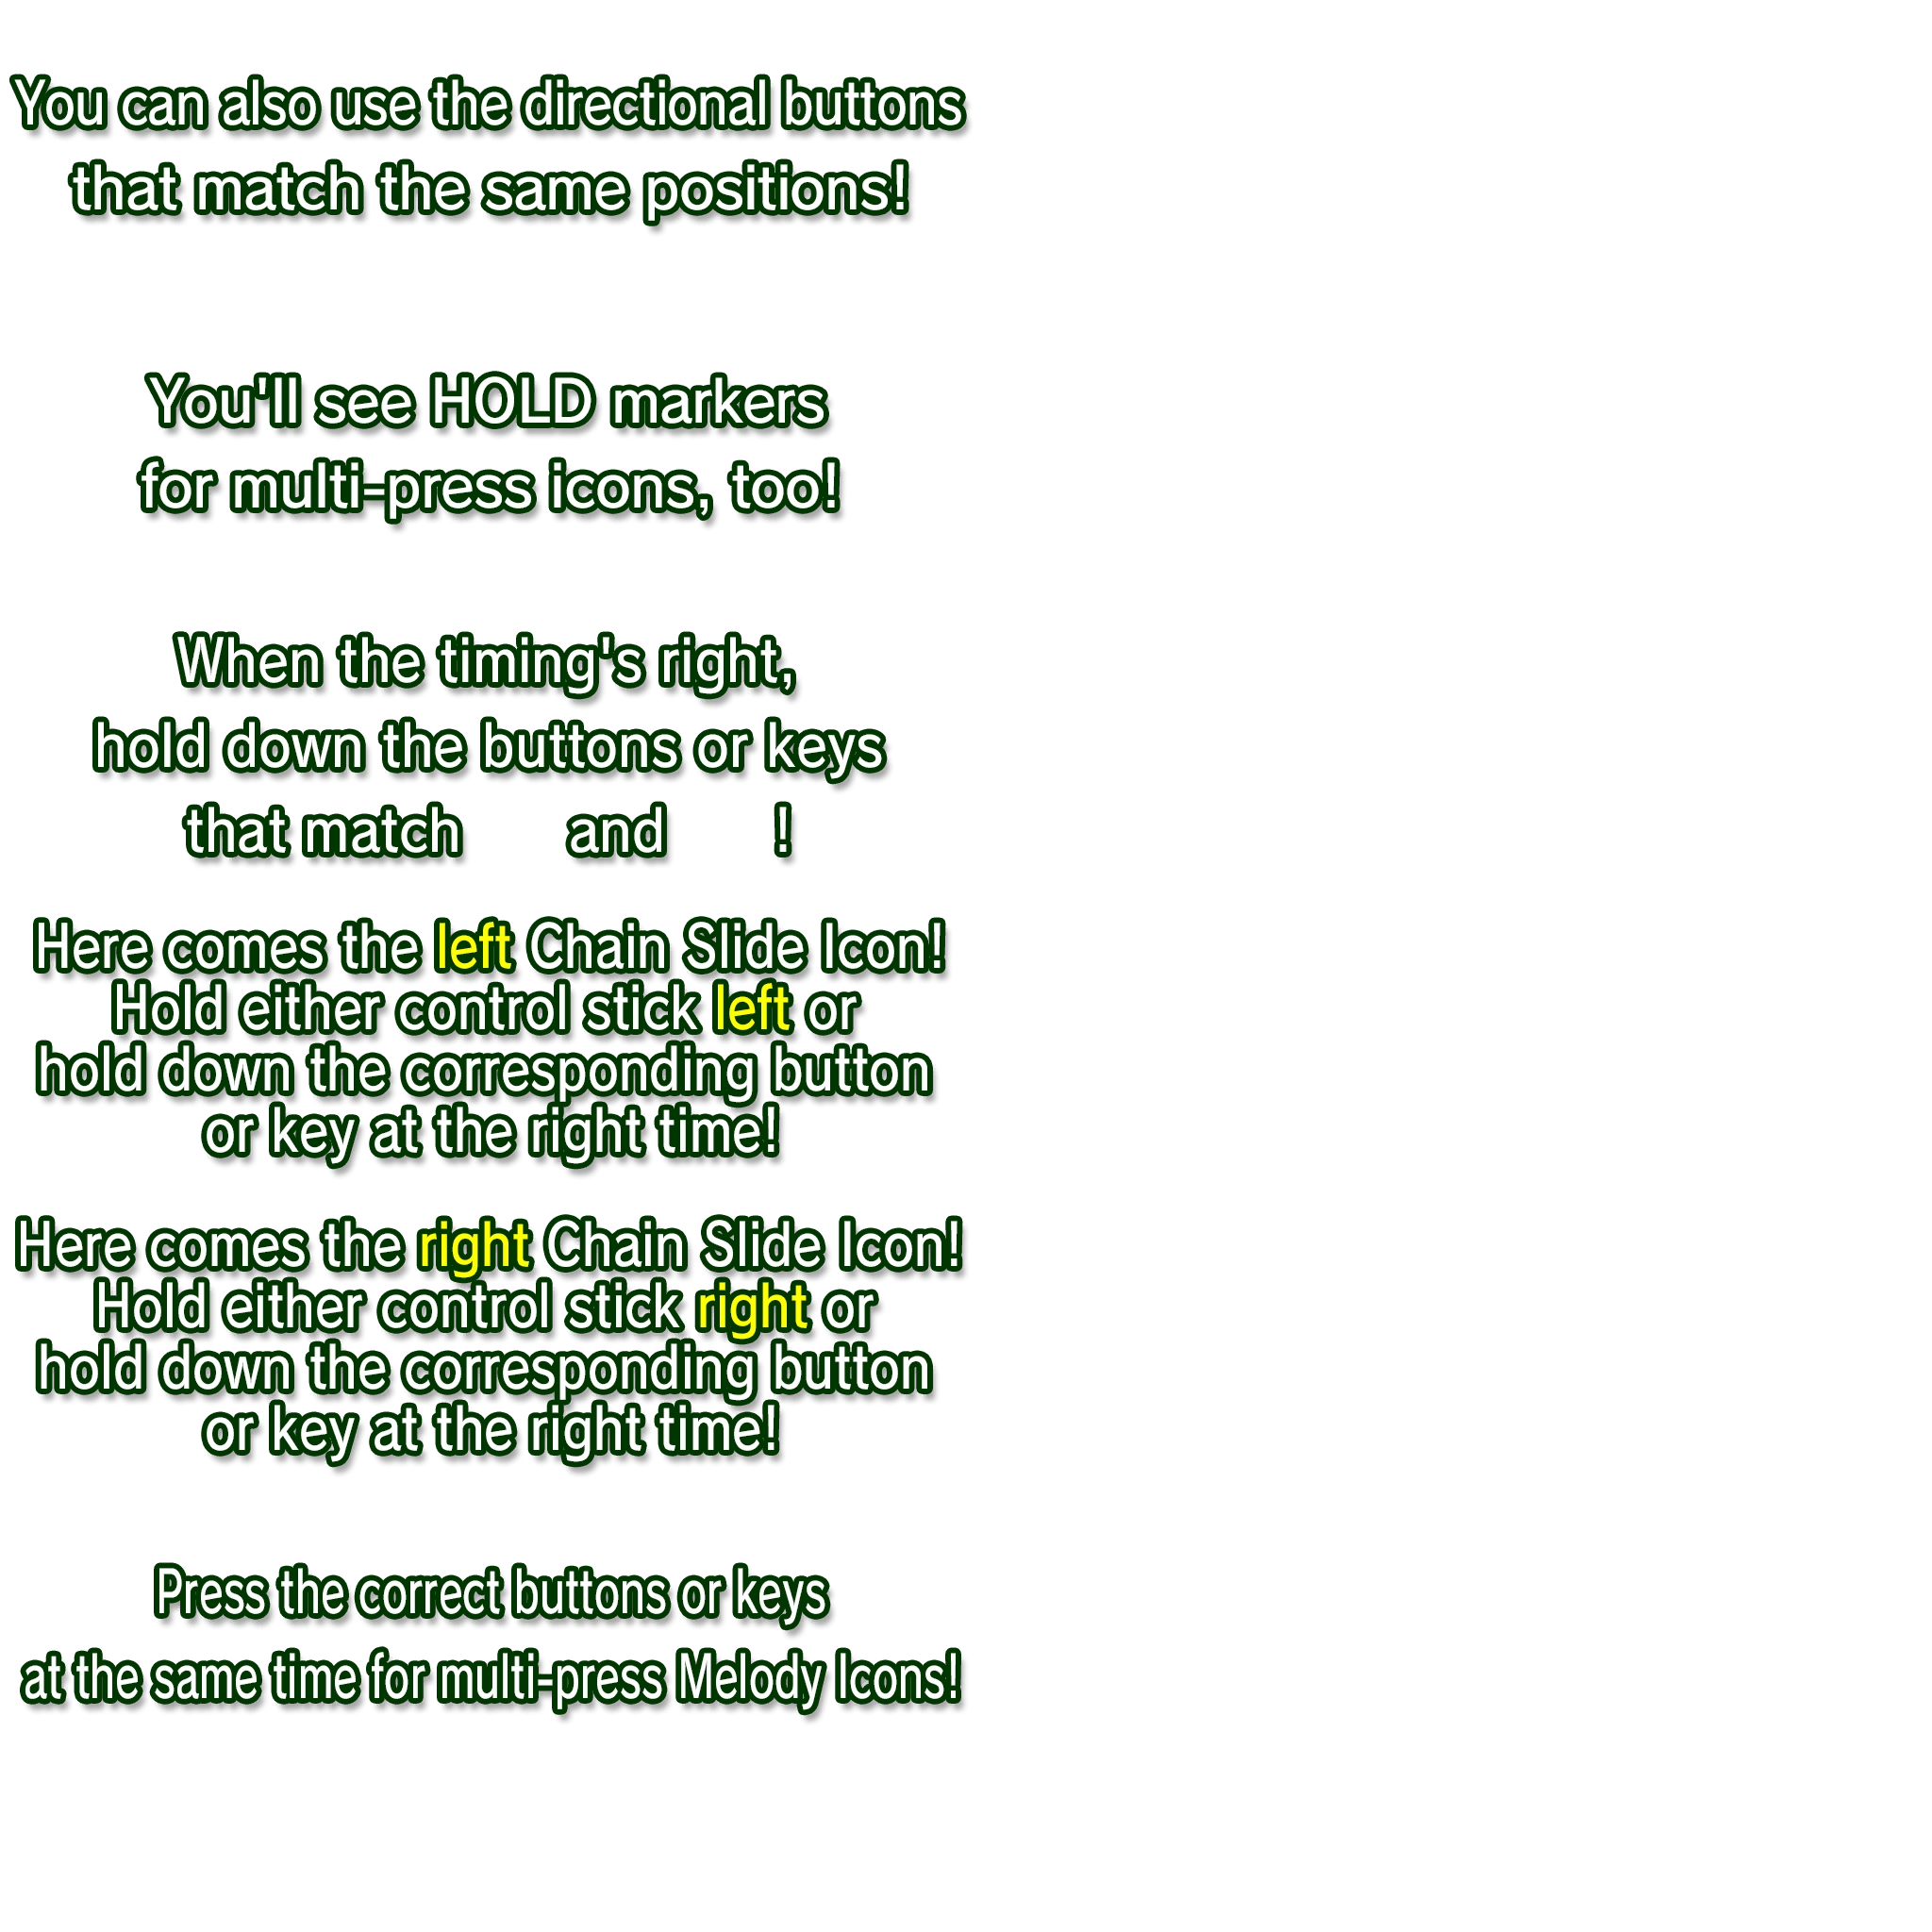 You can also use the directional buttons
that match the same positions!
You'll see HOLD markers
for multi-press icons, too!
When the timing's right,
hold down the buttons or keys
that match and !
Here comes the left Chain Slide Icon!
Hold either control stick left or
hold down the corresponding button
or key at the right time!
Here comes the right Chain Slide Icon!
Hold either control stick right or
hold down the corresponding button
or key at the right time!
Press the correct buttons or keys
at the same time for multi-press Melody Icons!